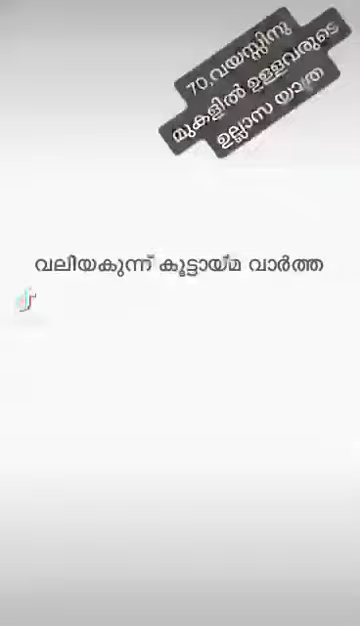 70.വയസ്സിനു
മുകളിൽ ഉള്ളവരുടെ
ഉല്ലാസ യാത്ര
വലിയകുന്ന് കൂട്ടായ്മ വാർത്ത